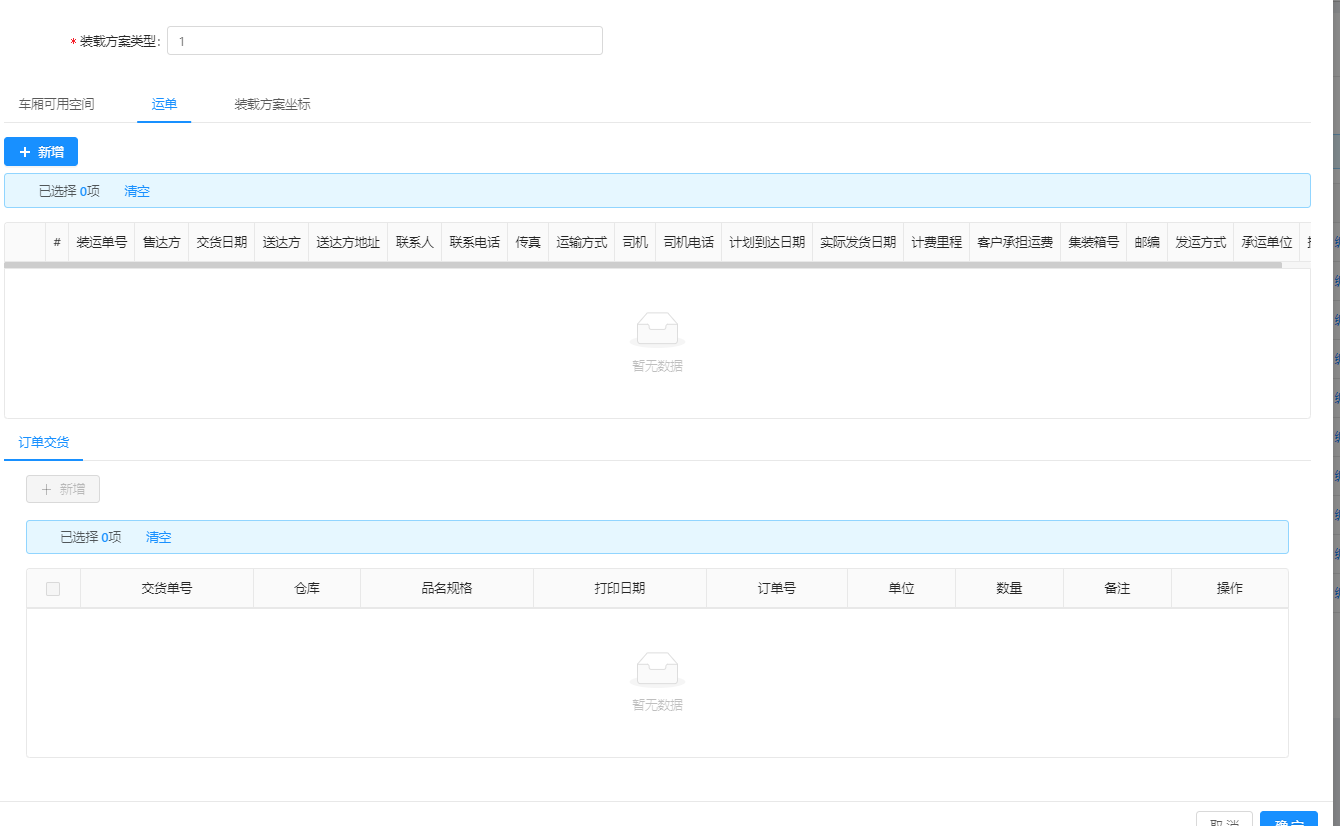 * 装载方案类型: 1
车厢可用空间 运单 装载方案坐标
+ 新增
已选择 0项 清空
# 装运单号 售达方 交货日期 送达方 送达方地址 联系人 联系电话 传真 运输方式 司机 司机电话 计划到达日期 实际发货日期 计费里程 客户承担运费 集装箱号 邮编 发运方式 承运单位
暂无数据
订单交货
+ 新增
已选择 0项 清空
交货单号 仓库 品名规格 打印日期 订单号 单位 数量 备注 操作
暂无数据
取消 确定